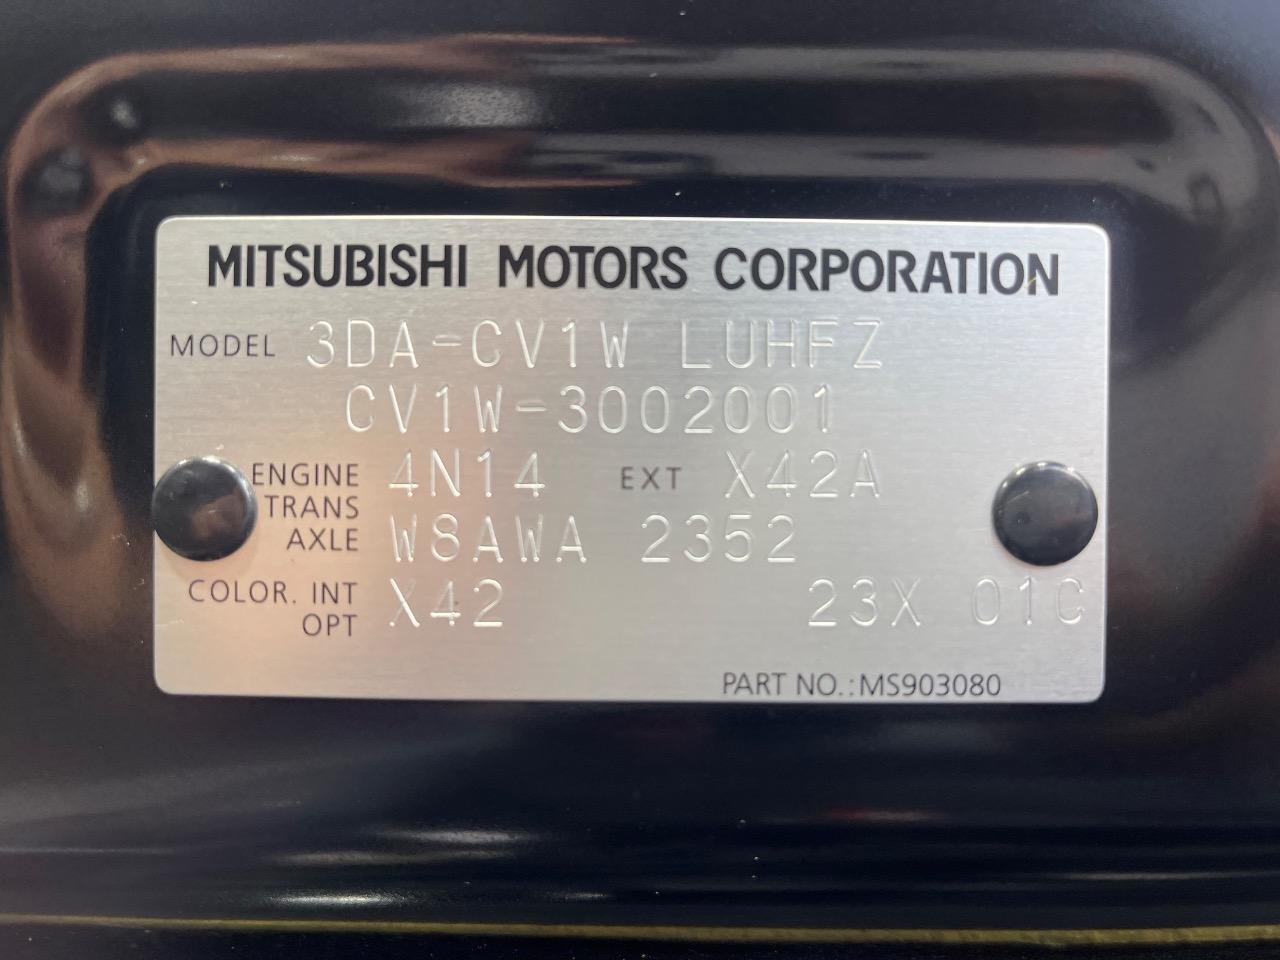 MITSUBISHI MOTORS CORPORATION
MODEL 3DA-CV1W LUHFZ
CV1W-3002001
ENGINE 4N14 EXT X42A
TRANS
AXLE W8AWA 2352
COLOR. INT X42 23X 01C
OPT
PART NO.:MS903080